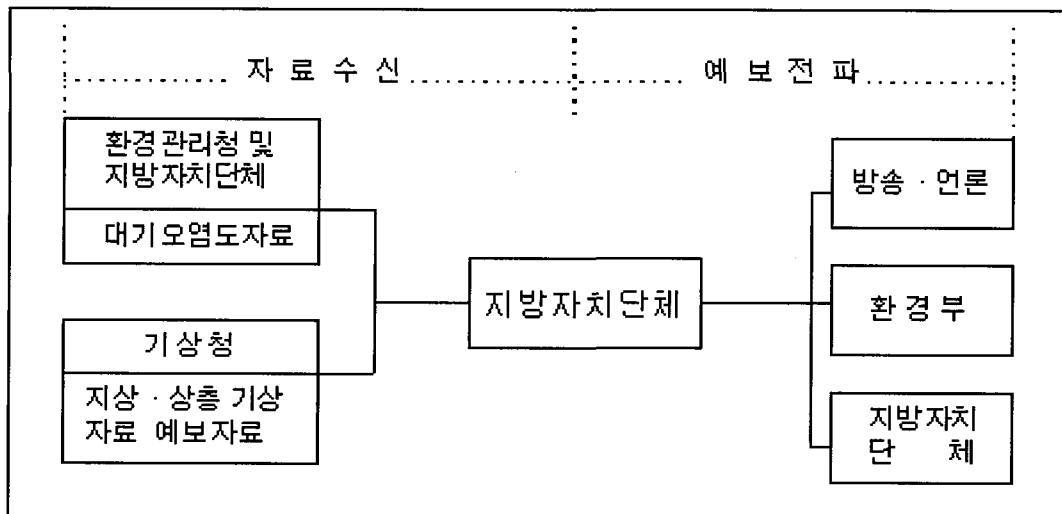 자 료 수 신
예 보 전 파
환경관리청 및
지방자치단체
대기오염도자료
기상청
지상 · 상층 기상
자료 예보자료
지방자치단체
방송 · 언론
환 경 부
지방자치
단 체